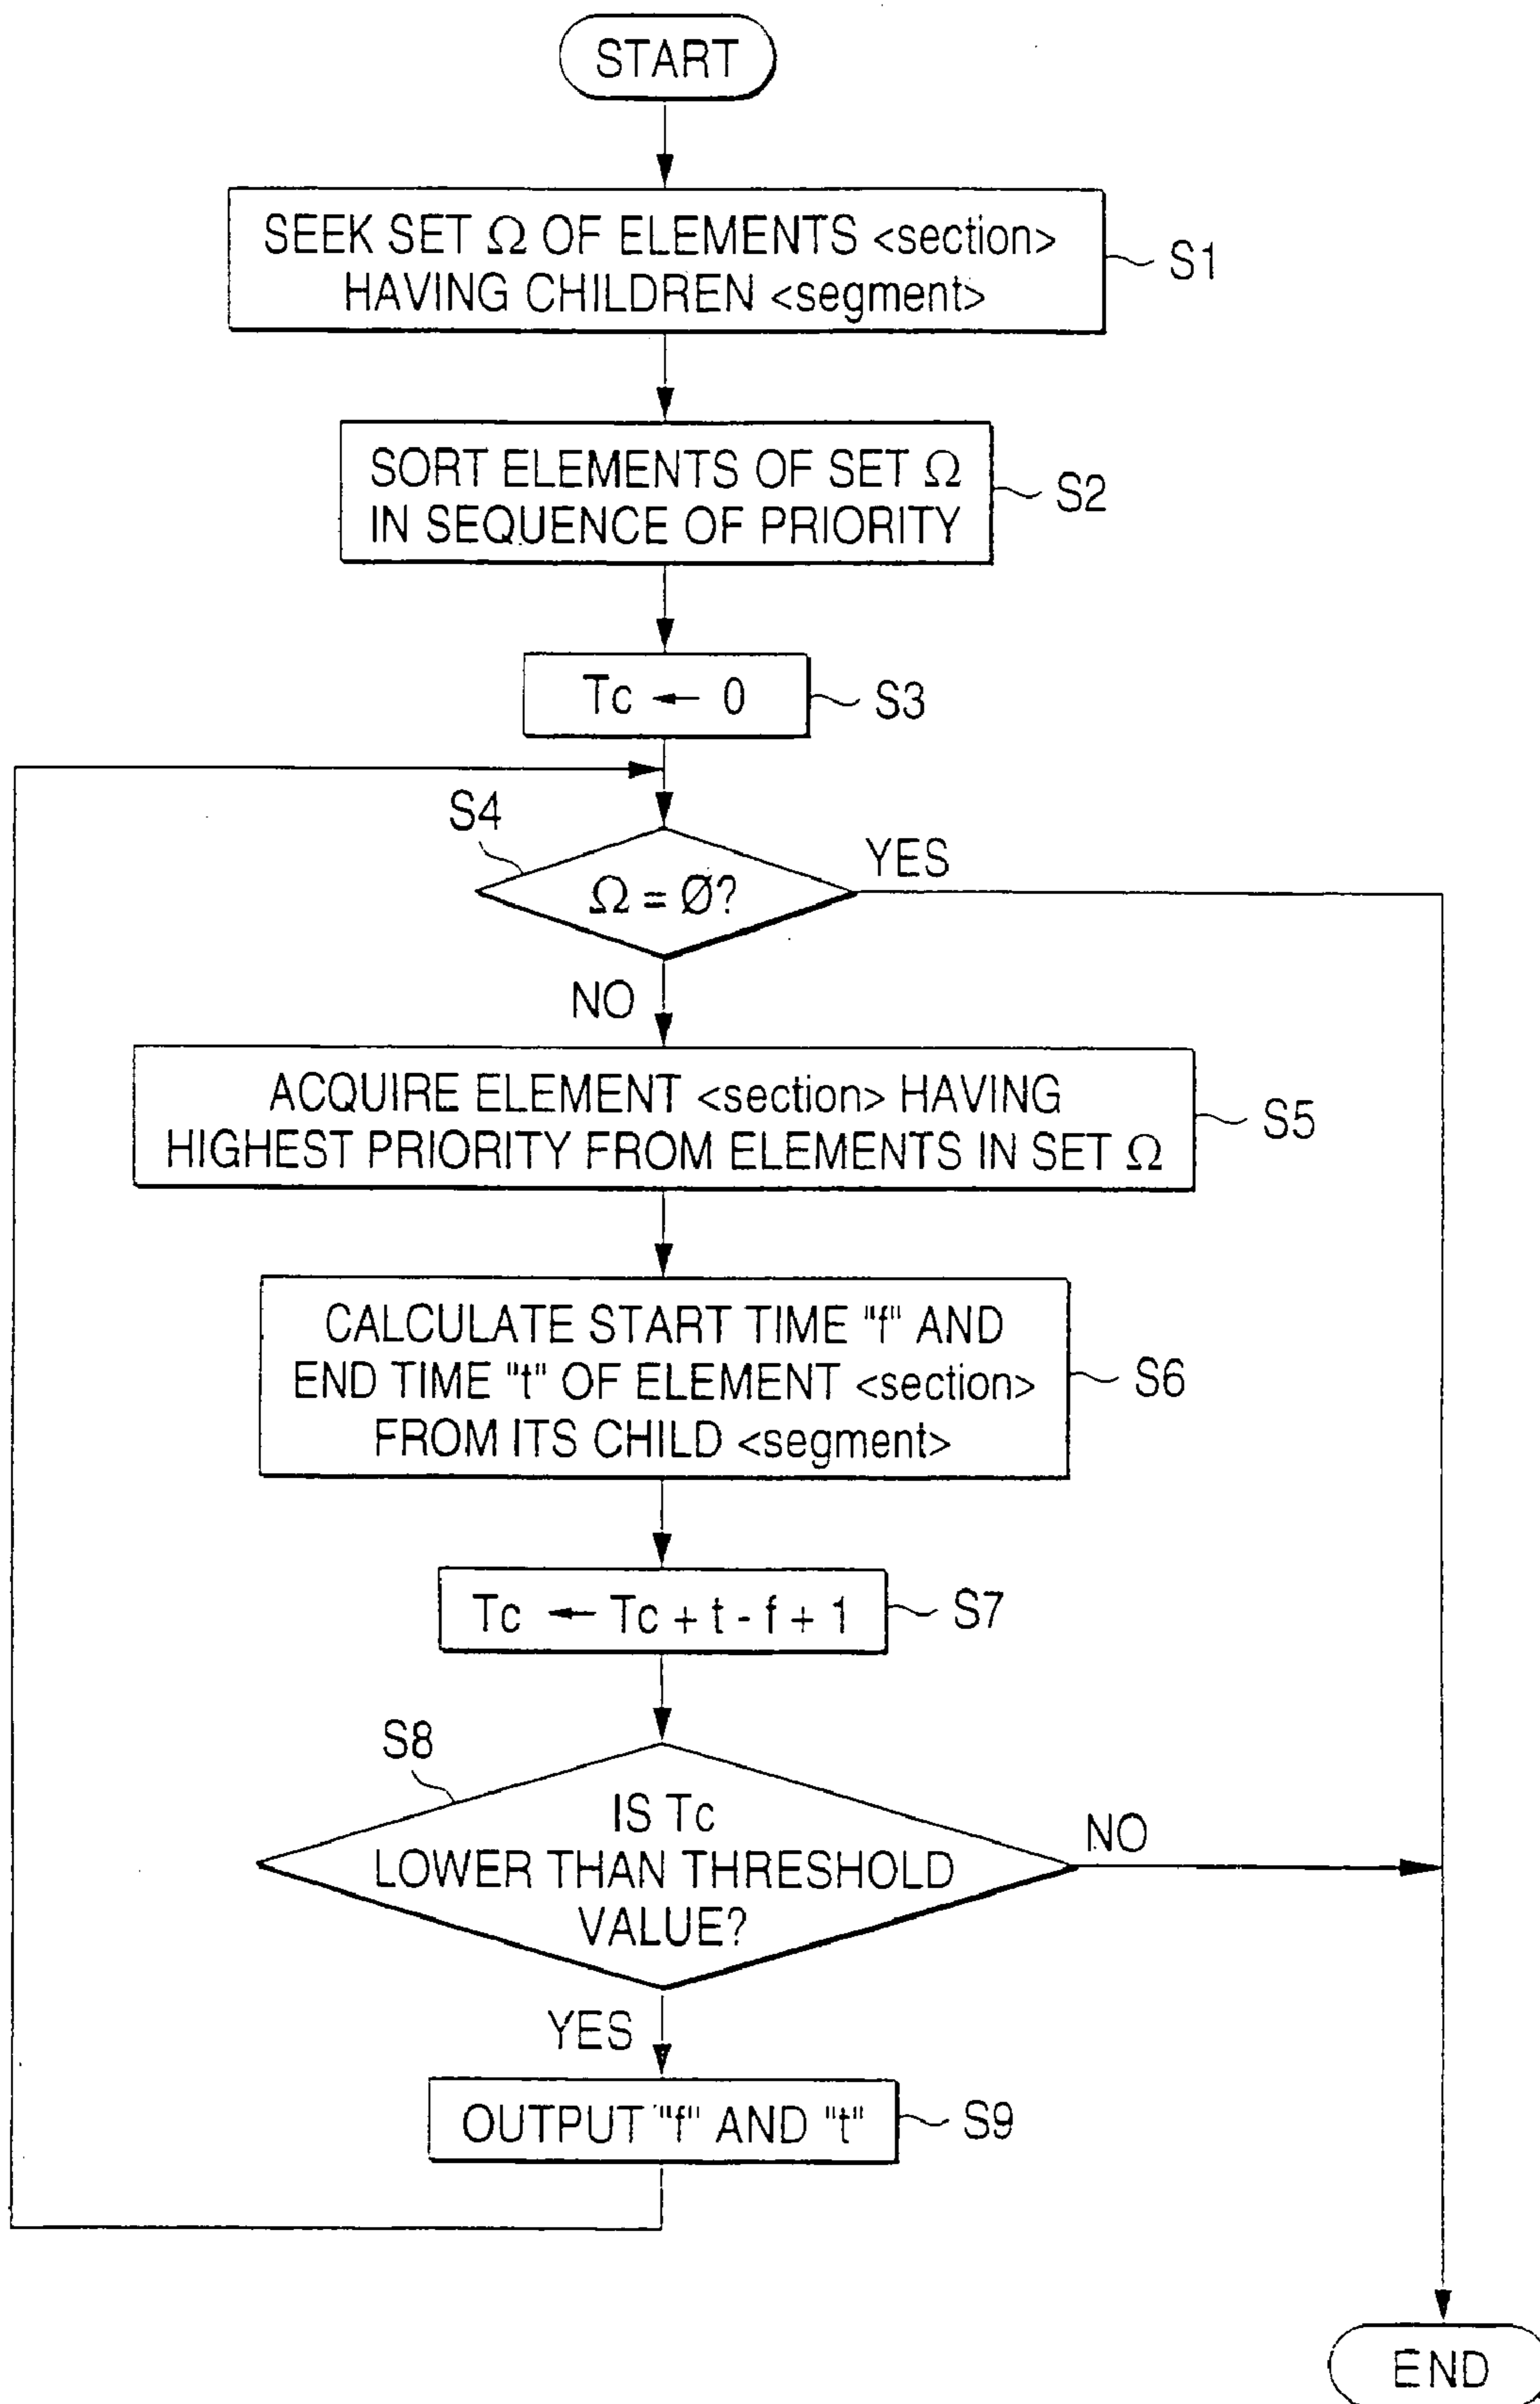 START
SEEK SET Ω OF ELEMENTS <section>
HAVING CHILDREN <segment>
S1
SORT ELEMENTS OF SET Ω
IN SEQUENCE OF PRIORITY
S2
Tc ← 0
S3
S4
Ω = Ø?
YES
NO
ACQUIRE ELEMENT <section> HAVING
HIGHEST PRIORITY FROM ELEMENTS IN SET Ω
S5
CALCULATE START TIME "f" AND
END TIME "t" OF ELEMENT <section>
FROM ITS CHILD <segment>
S6
Tc ← Tc + t - f + 1
S7
S8
IS Tc
LOWER THAN THRESHOLD
VALUE?
NO
YES
OUTPUT "f" AND "t"
S9
END